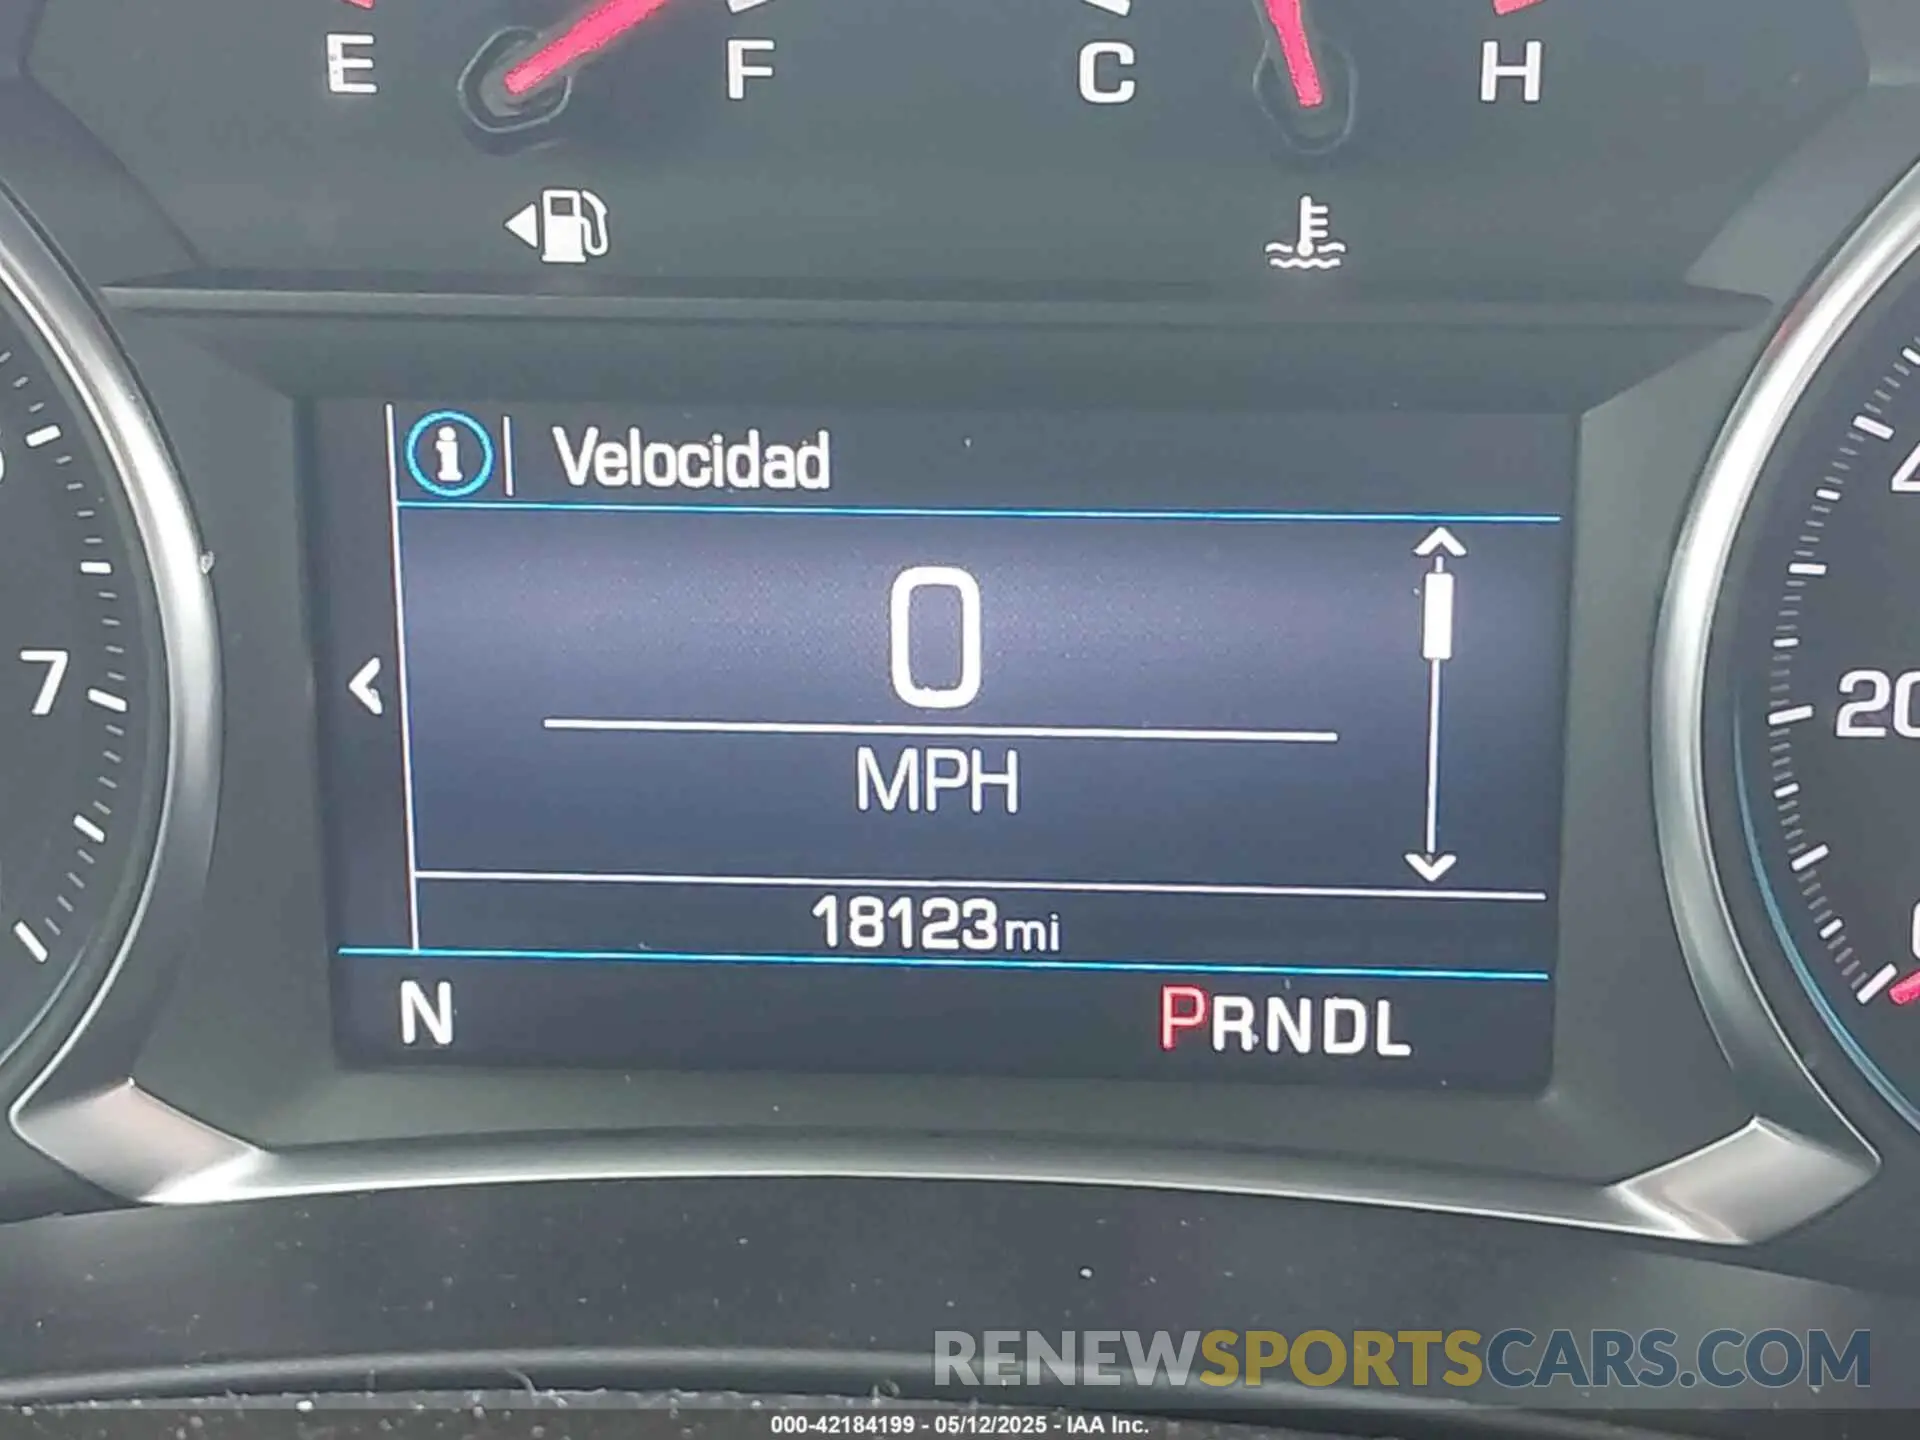 E F C H
Velocidad
0
MPH
7
20
18123mi
N PRNDL
RENEWSPORTSCARS.COM
000-42184199 - 05/12/2025 - IAA Inc.